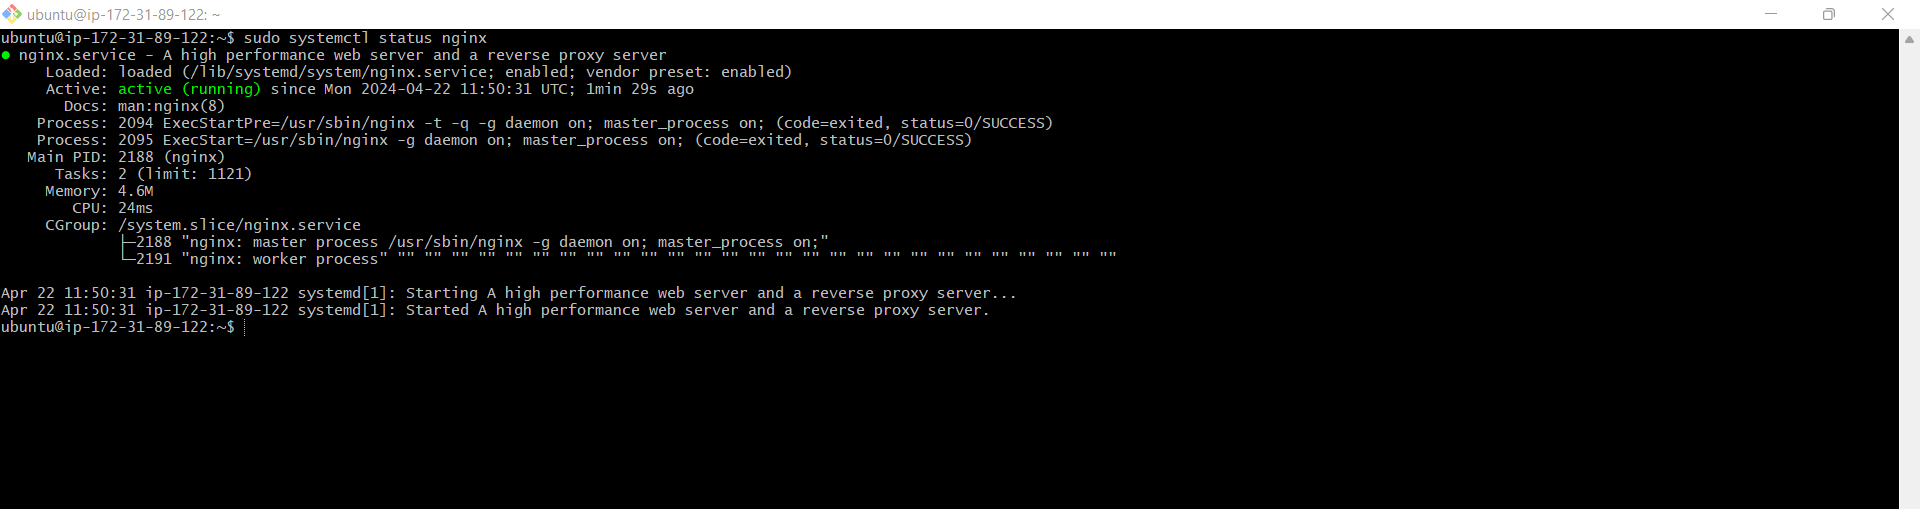 ubuntu@ip-172-31-89-122: ~
ubuntu@ip-172-31-89-122:~$ sudo systemctl status nginx
● nginx.service - A high performance web server and a reverse proxy server
     Loaded: loaded (/lib/systemd/system/nginx.service; enabled; vendor preset: enabled)
     Active: active (running) since Mon 2024-04-22 11:50:31 UTC; 1min 29s ago
       Docs: man:nginx(8)
    Process: 2094 ExecStartPre=/usr/sbin/nginx -t -q -g daemon on; master_process on; (code=exited, status=0/SUCCESS)
    Process: 2095 ExecStart=/usr/sbin/nginx -g daemon on; master_process on; (code=exited, status=0/SUCCESS)
   Main PID: 2188 (nginx)
      Tasks: 2 (limit: 1121)
     Memory: 4.6M
        CPU: 24ms
     CGroup: /system.slice/nginx.service
             ├─2188 "nginx: master process /usr/sbin/nginx -g daemon on; master_process on;"
             └─2191 "nginx: worker process" "" "" "" "" "" "" "" "" "" "" "" "" "" "" "" "" "" "" "" "" "" "" "" "" "" "" ""

Apr 22 11:50:31 ip-172-31-89-122 systemd[1]: Starting A high performance web server and a reverse proxy server...
Apr 22 11:50:31 ip-172-31-89-122 systemd[1]: Started A high performance web server and a reverse proxy server.
ubuntu@ip-172-31-89-122:~$